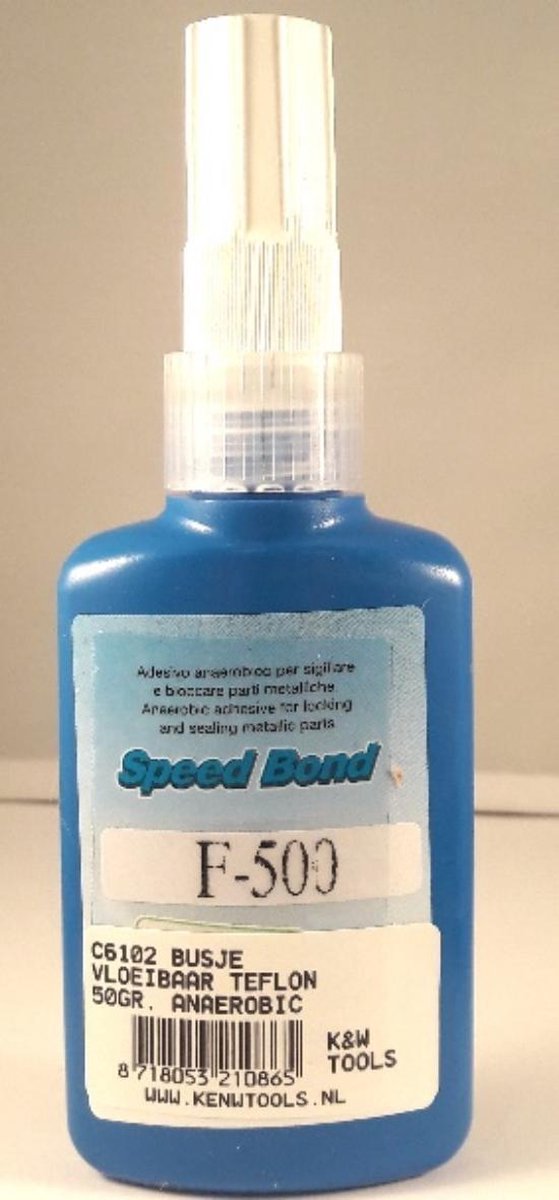 Adesivo anaerobico per sigillare
e bloccare parti metalliche
Anaerobic adhesive for locking
and sealing metallic parts
Speed Bond
F-500
C6102 BUSJE
VLOEIBAAR TEFLON
50GR. ANAEROBIC
K&W
TOOLS
8 718053 210865
WWW.KENWTOOLS.NL